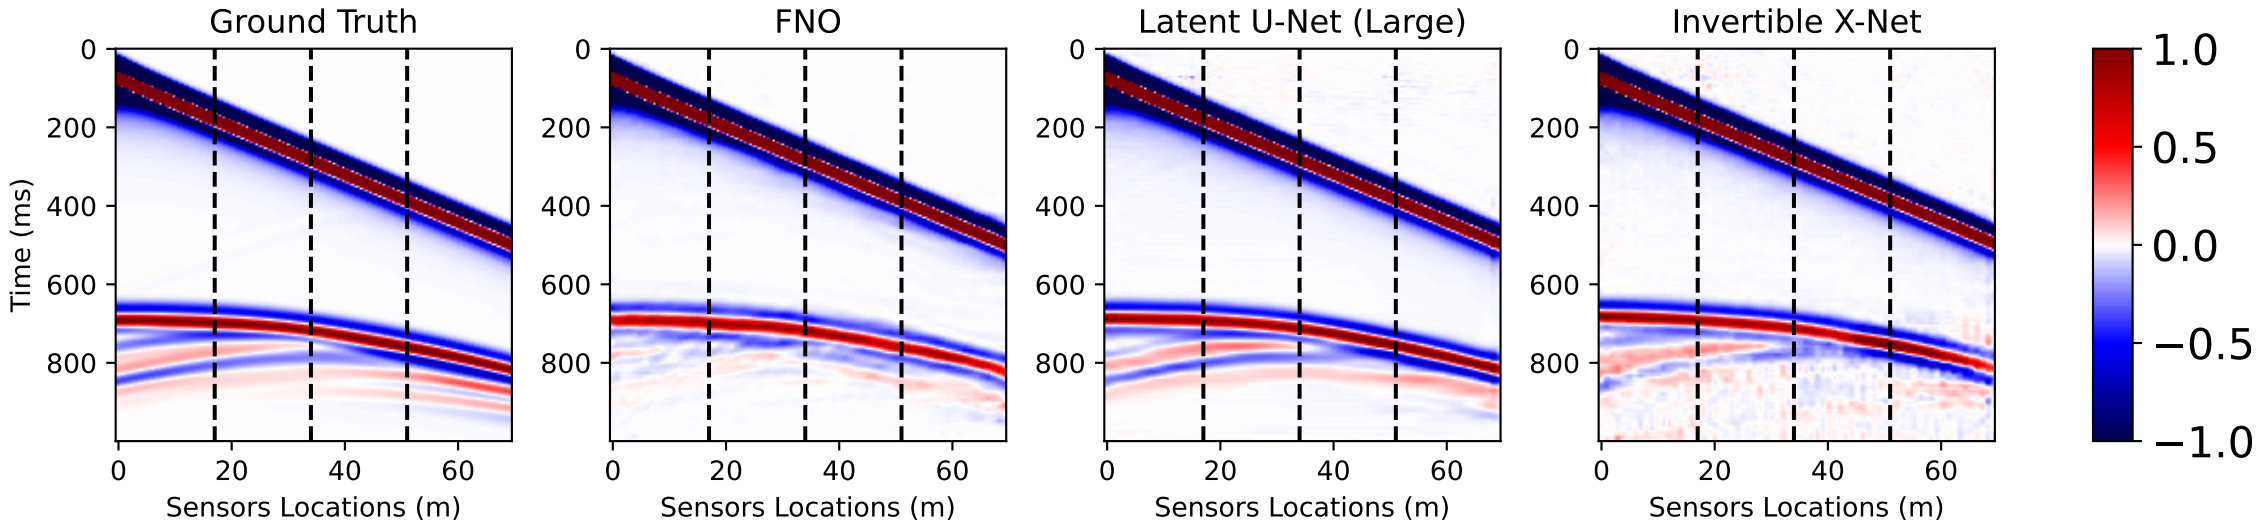 Ground Truth
FNO
Latent U-Net (Large)
Invertible X-Net
Time (ms)
0
200
400
600
800
0 20 40 60
Sensors Locations (m)
0
200
400
600
800
0 20 40 60
Sensors Locations (m)
0
200
400
600
800
0 20 40 60
Sensors Locations (m)
0
200
400
600
800
0 20 40 60
Sensors Locations (m)
1.0
0.5
0.0
−0.5
−1.0